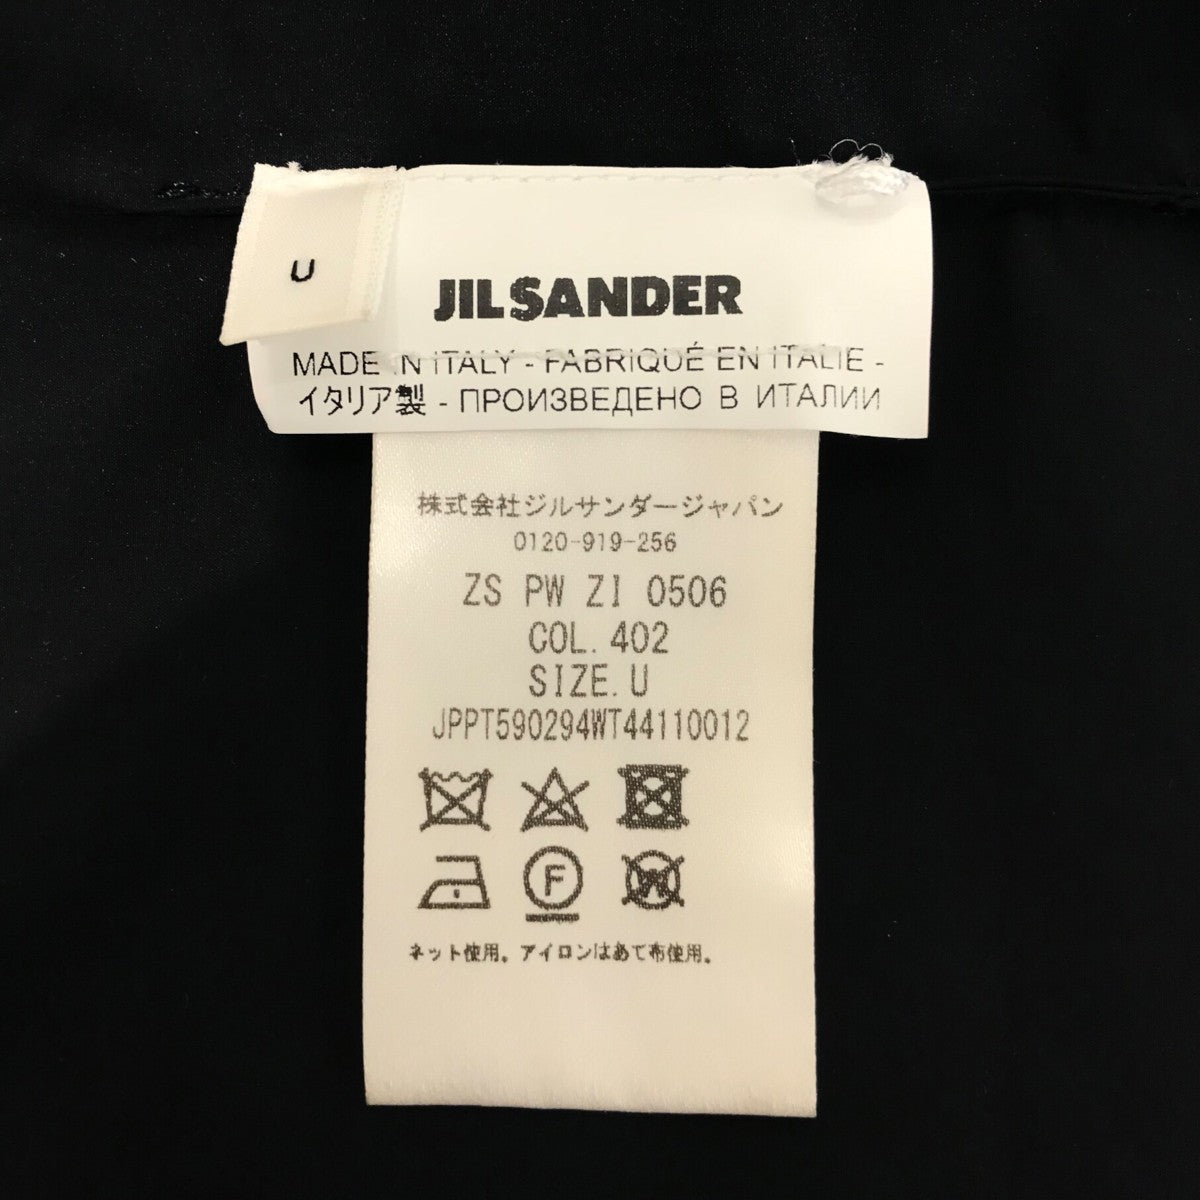 U
JIL SANDER
MADE IN ITALY - FABRIQUÉ EN ITALIE -
イタリア製 - ПРОИЗВЕДЕНО В ИТАЛИИ
株式会社ジルサンダージャパン
0120-919-256
ZS PW ZI 0506
COL. 402
SIZE. U
JPPT590294WT44110012
F
W
ネット使用。アイロンはあて布使用。